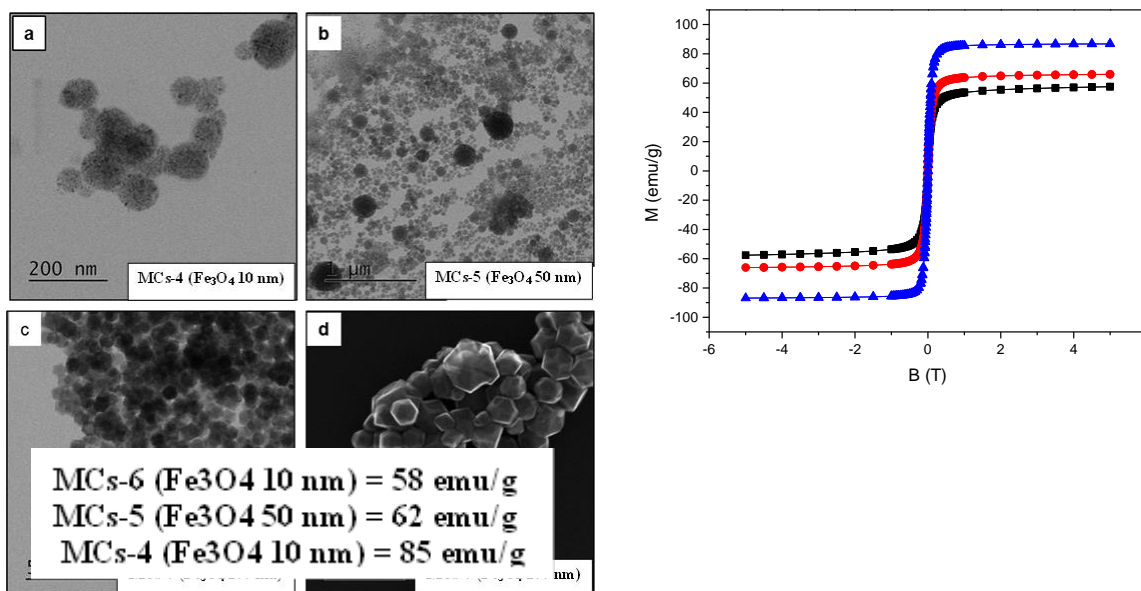 a
200 nm
MCs-4 (Fe₃O₄ 10 nm)
b
1 µm
MCs-5 (Fe₃O₄ 50 nm)
c
d
MCs-6 (Fe3O4 10 nm) = 58 emu/g
MCs-5 (Fe3O4 50 nm) = 62 emu/g
MCs-4 (Fe3O4 10 nm) = 85 emu/g
M (emu/g)
100
80
60
40
20
0
-20
-40
-60
-80
-100
-6
-4
-2
0
2
4
B (T)